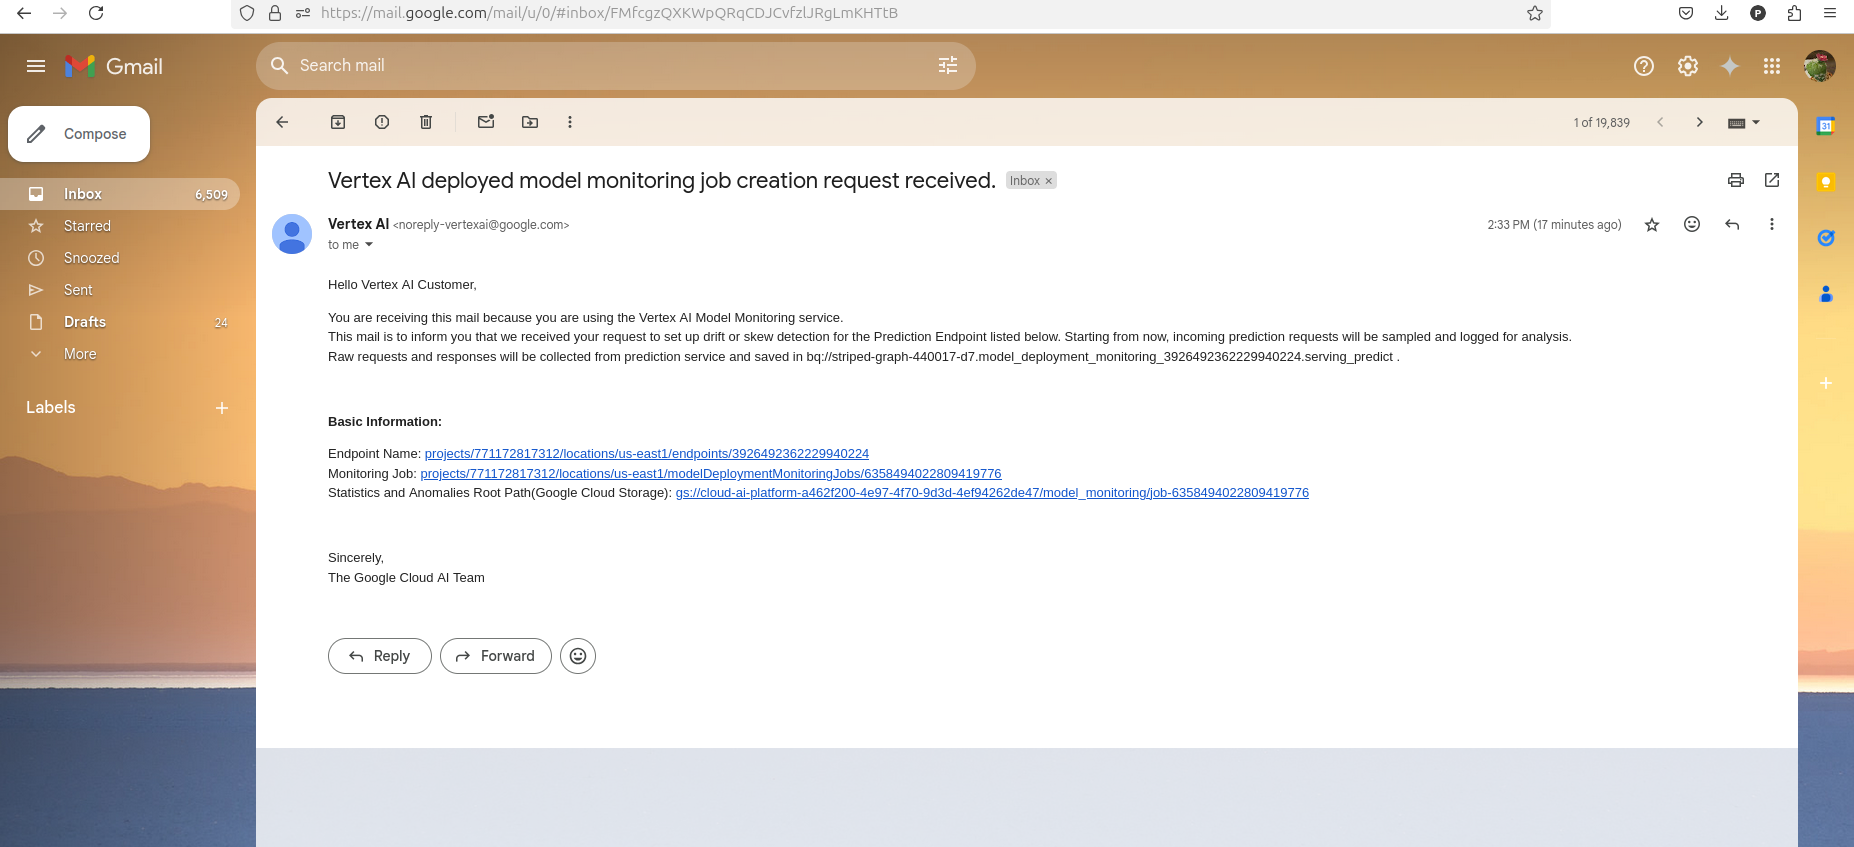 https://mail.google.com/mail/u/0/#inbox/FMfcgzQXKWpQRqCDJCvfzlJRgLmKHTtB
P
Gmail
Search mail
Compose
1 of 19,839
31
Inbox 6,509
Starred
Snoozed
Sent
Drafts 24
More
Labels
Vertex AI deployed model monitoring job creation request received. Inbox ×
Vertex AI <noreply-vertexai@google.com> 2:33 PM (17 minutes ago)
to me
Hello Vertex AI Customer,
You are receiving this mail because you are using the Vertex AI Model Monitoring service.
This mail is to inform you that we received your request to set up drift or skew detection for the Prediction Endpoint listed below. Starting from now, incoming prediction requests will be sampled and logged for analysis.
Raw requests and responses will be collected from prediction service and saved in bq://striped-graph-440017-d7.model_deployment_monitoring_3926492362229940224.serving_predict .
Basic Information:
Endpoint Name: projects/771172817312/locations/us-east1/endpoints/3926492362229940224
Monitoring Job: projects/771172817312/locations/us-east1/modelDeploymentMonitoringJobs/6358494022809419776
Statistics and Anomalies Root Path(Google Cloud Storage): gs://cloud-ai-platform-a462f200-4e97-4f70-9d3d-4ef94262de47/model_monitoring/job-6358494022809419776
Sincerely,
The Google Cloud AI Team
Reply
Forward